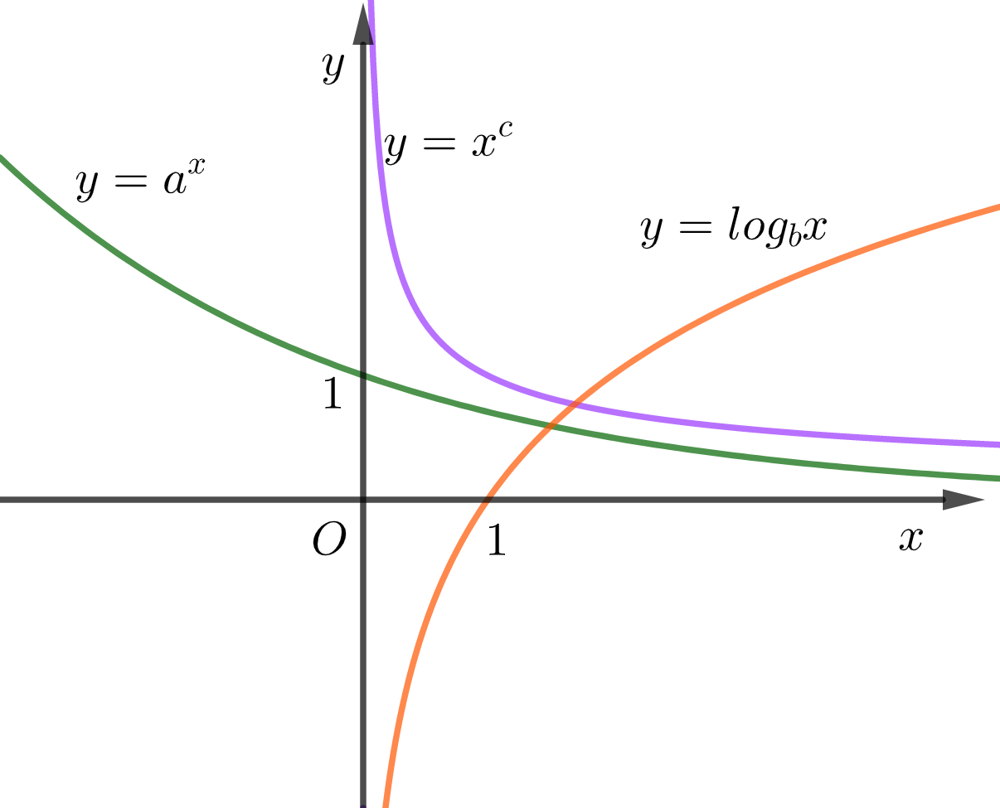 y
y = x^c
y = a^x
y = log_b x
1
O
1
x